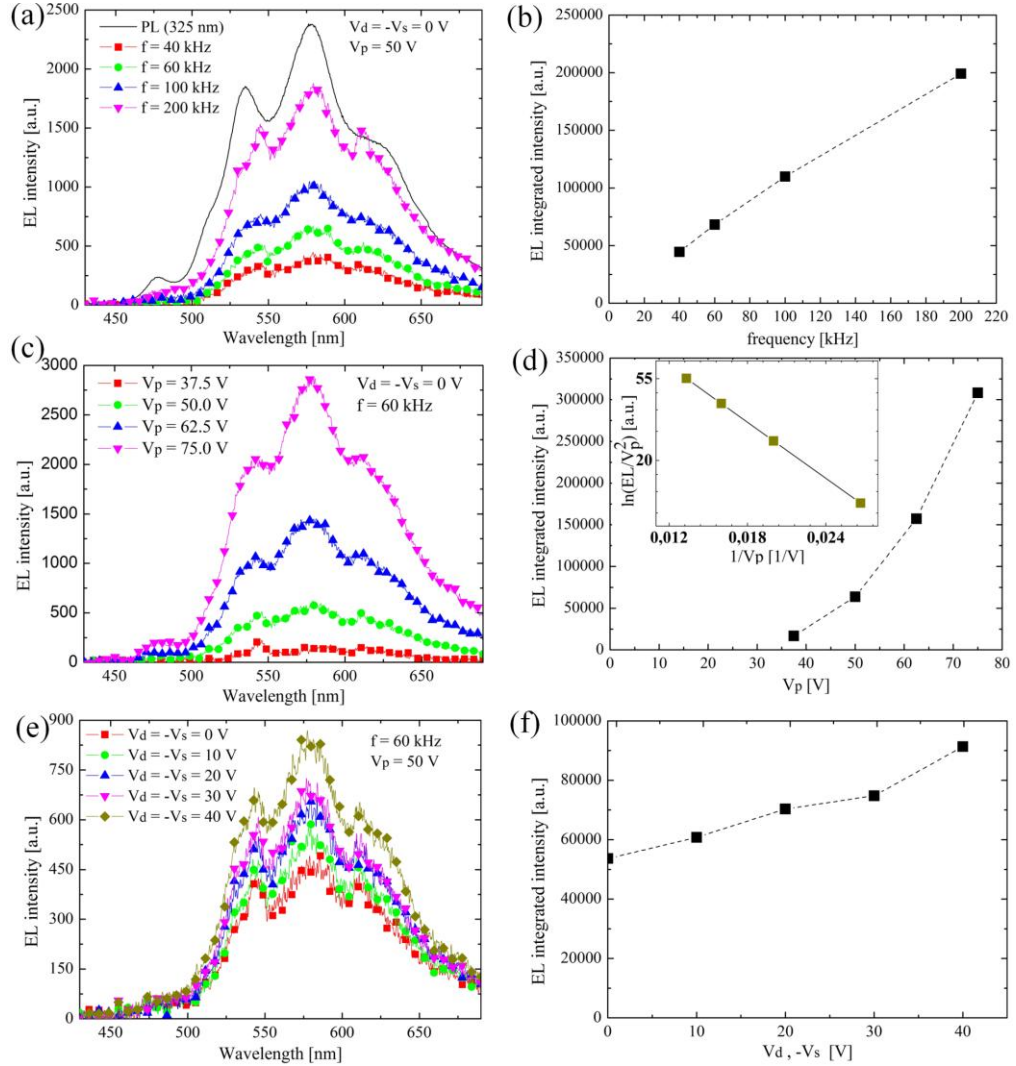 (a)
PL (325 nm)
f = 40 kHz
f = 60 kHz
f = 100 kHz
f = 200 kHz
Vd = -Vs = 0 V
Vp = 50 V
EL intensity [a.u.]
2500
2000
1500
1000
500
0
450 500 550 600 650
Wavelength [nm]
(b)
EL integrated intensity [a.u.]
250000
200000
150000
100000
50000
0
0 20 40 60 80 100 120 140 160 180 200 220
frequency [kHz]
(c)
Vp = 37.5 V
Vp = 50.0 V
Vp = 62.5 V
Vp = 75.0 V
Vd = -Vs = 0 V
f = 60 kHz
EL intensity [a.u.]
3000
2500
2000
1500
1000
500
0
450 500 550 600 650
Wavelength [nm]
(d)
EL integrated intensity [a.u.]
350000
300000
250000
200000
150000
100000
50000
0
0 10 20 30 40 50 60 70 80
Vp [V]
ln(EL/Vp²) [a.u.]
55
20
0,012 0,018 0,024
1/Vp [1/V]
(e)
Vd = -Vs = 0 V
Vd = -Vs = 10 V
Vd = -Vs = 20 V
Vd = -Vs = 30 V
Vd = -Vs = 40 V
f = 60 kHz
Vp = 50 V
EL intensity [a.u.]
900
750
600
450
300
150
0
450 500 550 600 650
Wavelength [nm]
(f)
EL integrated intensity [a.u.]
100000
80000
60000
40000
20000
0
0 10 20 30 40
Vd , -Vs [V]